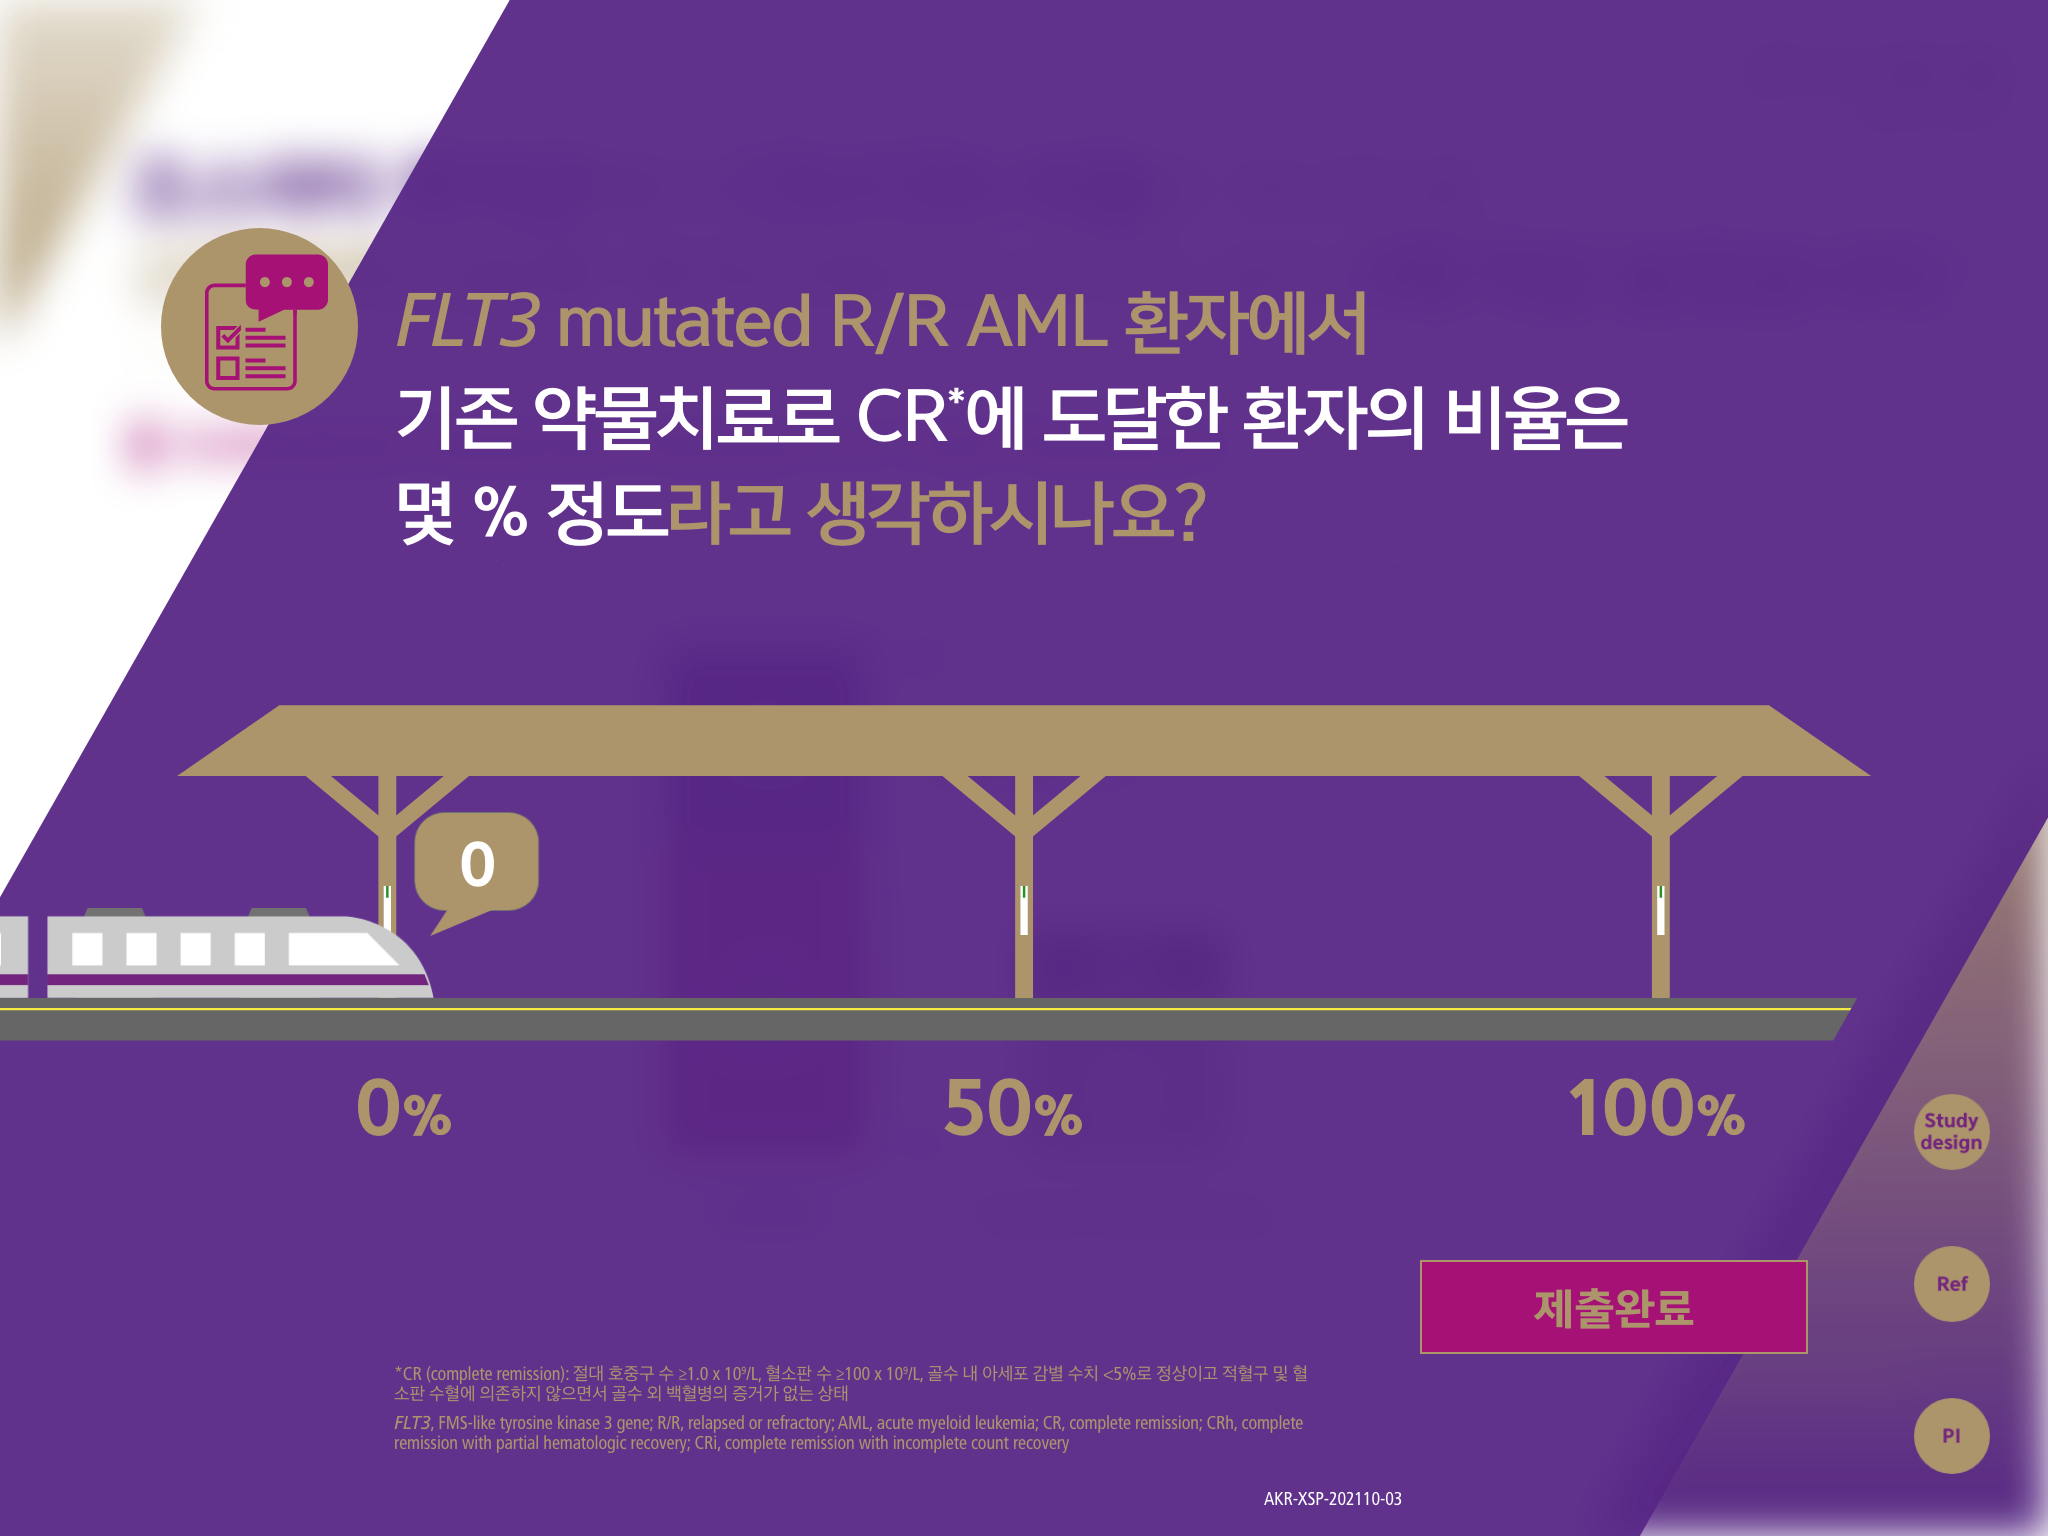 FLT3 mutated R/R AML 환자에서
기존 약물치료로 CR*에 도달한 환자의 비율은
몇 % 정도라고 생각하시나요?
0
0%
50%
100%
Study
design
Ref
제출완료
*CR (complete remission): 절대 호중구 수 ≥1.0 x 10⁹/L, 혈소판 수 ≥100 x 10⁹/L, 골수 내 아세포 감별 수치 <5%로 정상이고 적혈구 및 혈
소판 수혈에 의존하지 않으면서 골수 외 백혈병의 증거가 없는 상태
FLT3, FMS-like tyrosine kinase 3 gene; R/R, relapsed or refractory; AML, acute myeloid leukemia; CR, complete remission; CRh, complete
remission with partial hematologic recovery; CRi, complete remission with incomplete count recovery
PI
AKR-XSP-202110-03